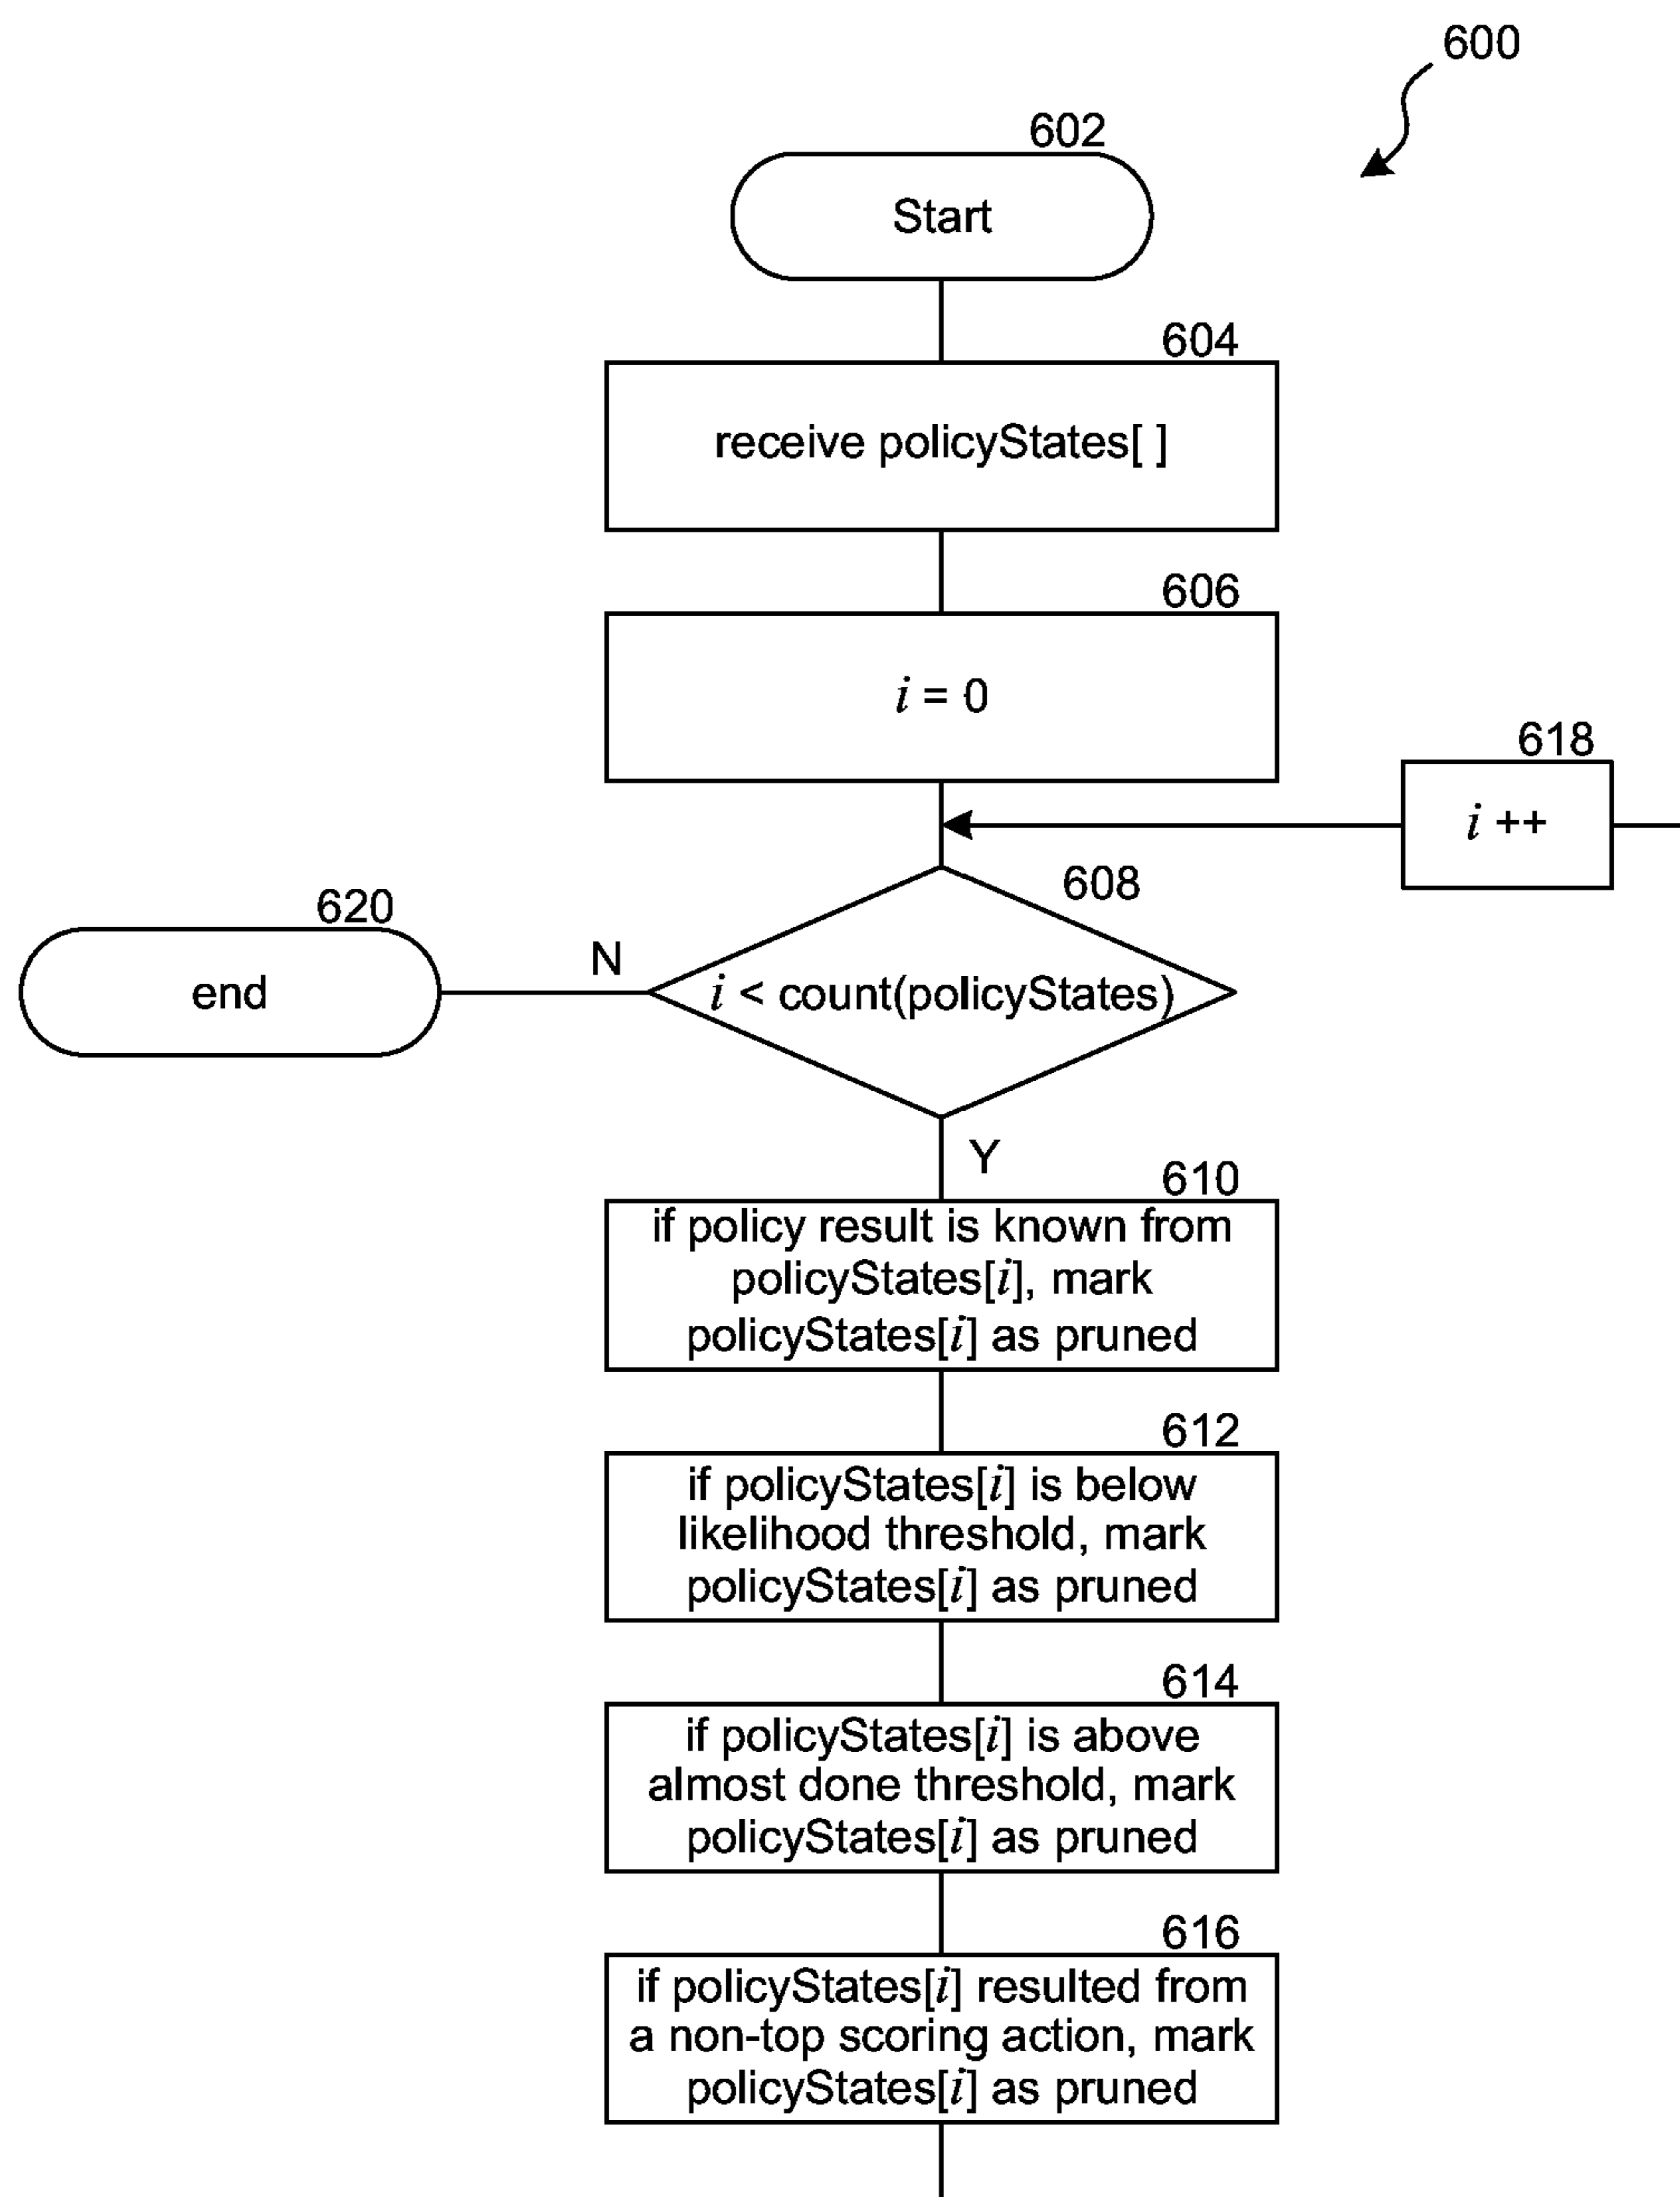 600
602
Start
604
receive policyStates[ ]
606
i = 0
618
i ++
608
620
end
N
i < count(policyStates)
Y
610
if policy result is known from
policyStates[i], mark
policyStates[i] as pruned
612
if policyStates[i] is below
likelihood threshold, mark
policyStates[i] as pruned
614
if policyStates[i] is above
almost done threshold, mark
policyStates[i] as pruned
616
if policyStates[i] resulted from
a non-top scoring action, mark
policyStates[i] as pruned